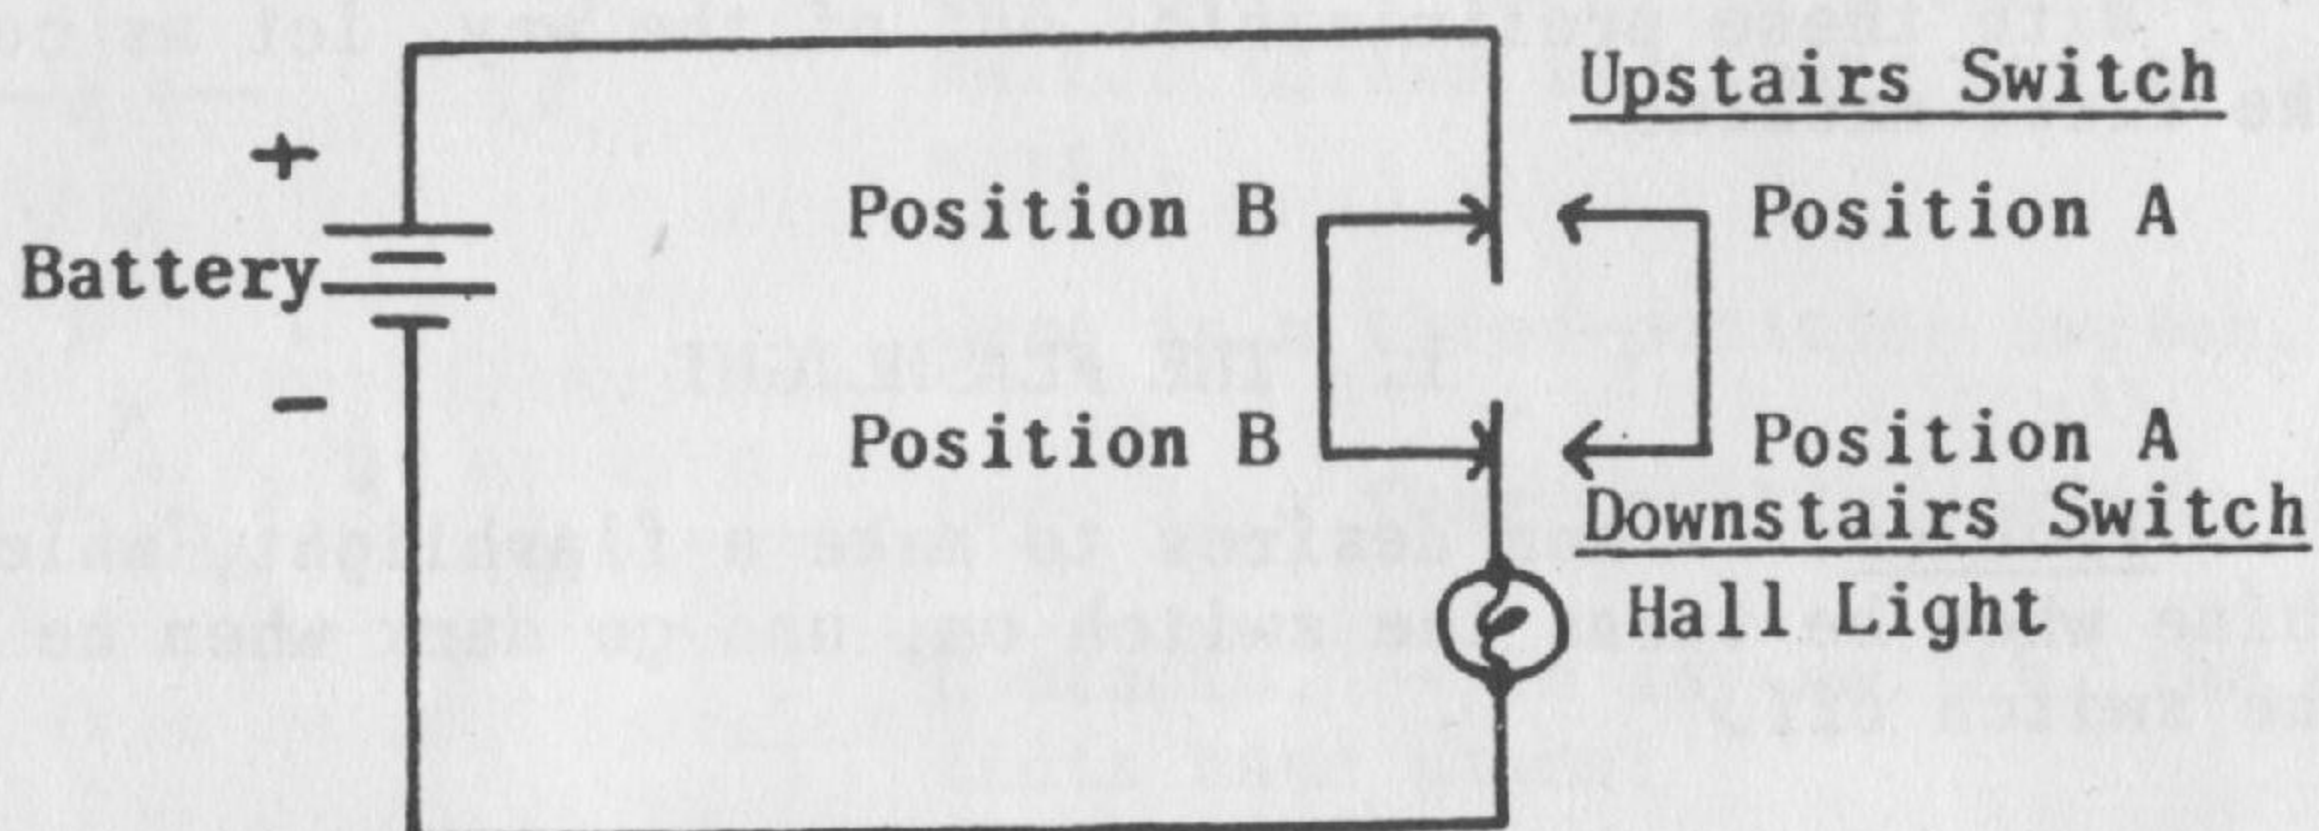 Upstairs Switch
+
Position B
Position A
Battery
-
Position B
Position A
Downstairs Switch
Hall Light